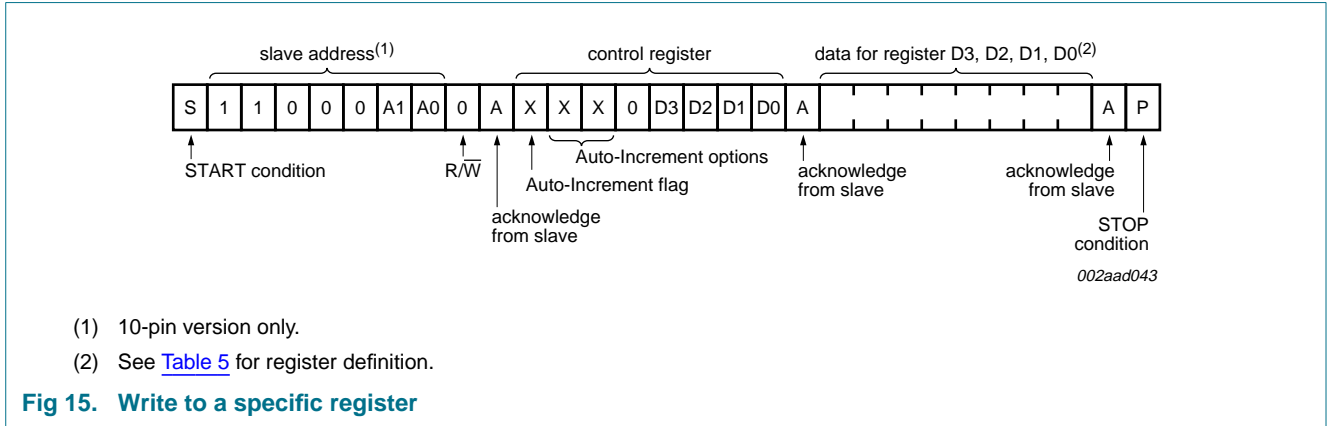 slave address(1) control register data for register D3, D2, D1, D0(2)
S 1 1 0 0 0 A1 A0 0 A X X X 0 D3 D2 D1 D0 A A P
START condition R/W̅ Auto-Increment options acknowledge from slave acknowledge from slave
Auto-Increment flag
acknowledge
from slave
STOP
condition
002aad043
(1) 10-pin version only.
(2) See Table 5 for register definition.
Fig 15. Write to a specific register